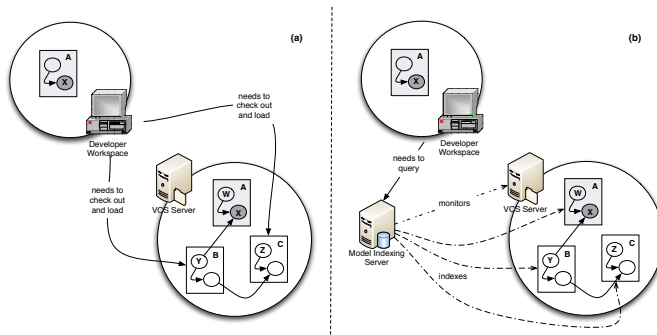 (a)
A
X
needs to
check out
and load
Developer
Workspace
needs to
check out
and load
VCS Server
A
W
X
B
Y
C
Z
(b)
A
X
needs to
query
Developer
Workspace
monitors
VCS Server
Model Indexing
Server
indexes
A
W
X
B
Y
C
Z